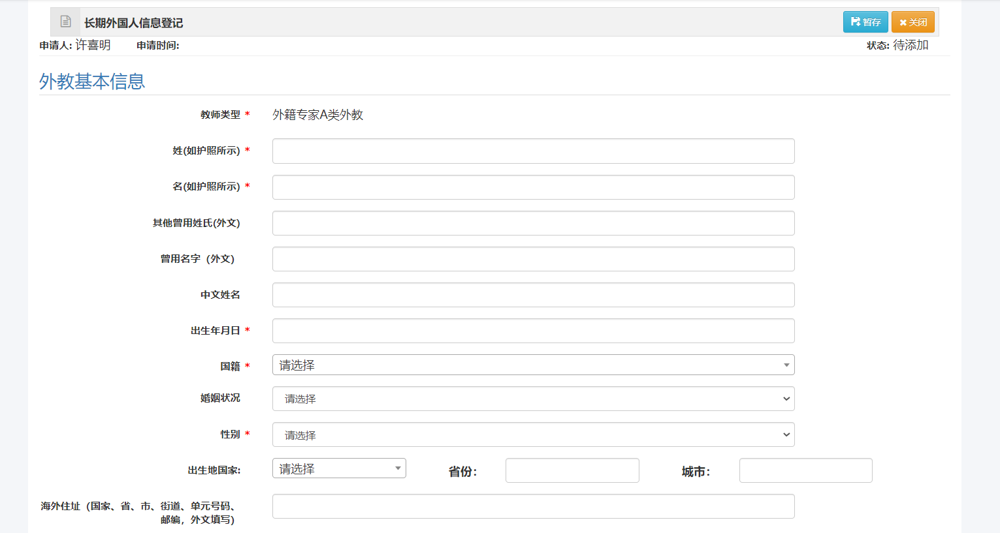 长期外国人信息登记
暂存
关闭
申请人: 许喜明 申请时间: 状态: 待添加
外教基本信息
教师类型 * 外籍专家A类外教
姓(如护照所示) *
名(如护照所示) *
其他曾用姓氏(外文)
曾用名字（外文）
中文姓名
出生年月日 *
国籍 * 请选择
婚姻状况 请选择
性别 * 请选择
出生地国家: 请选择 省份： 城市：
海外住址（国家、省、市、街道、单元号码、
邮编，外文填写）